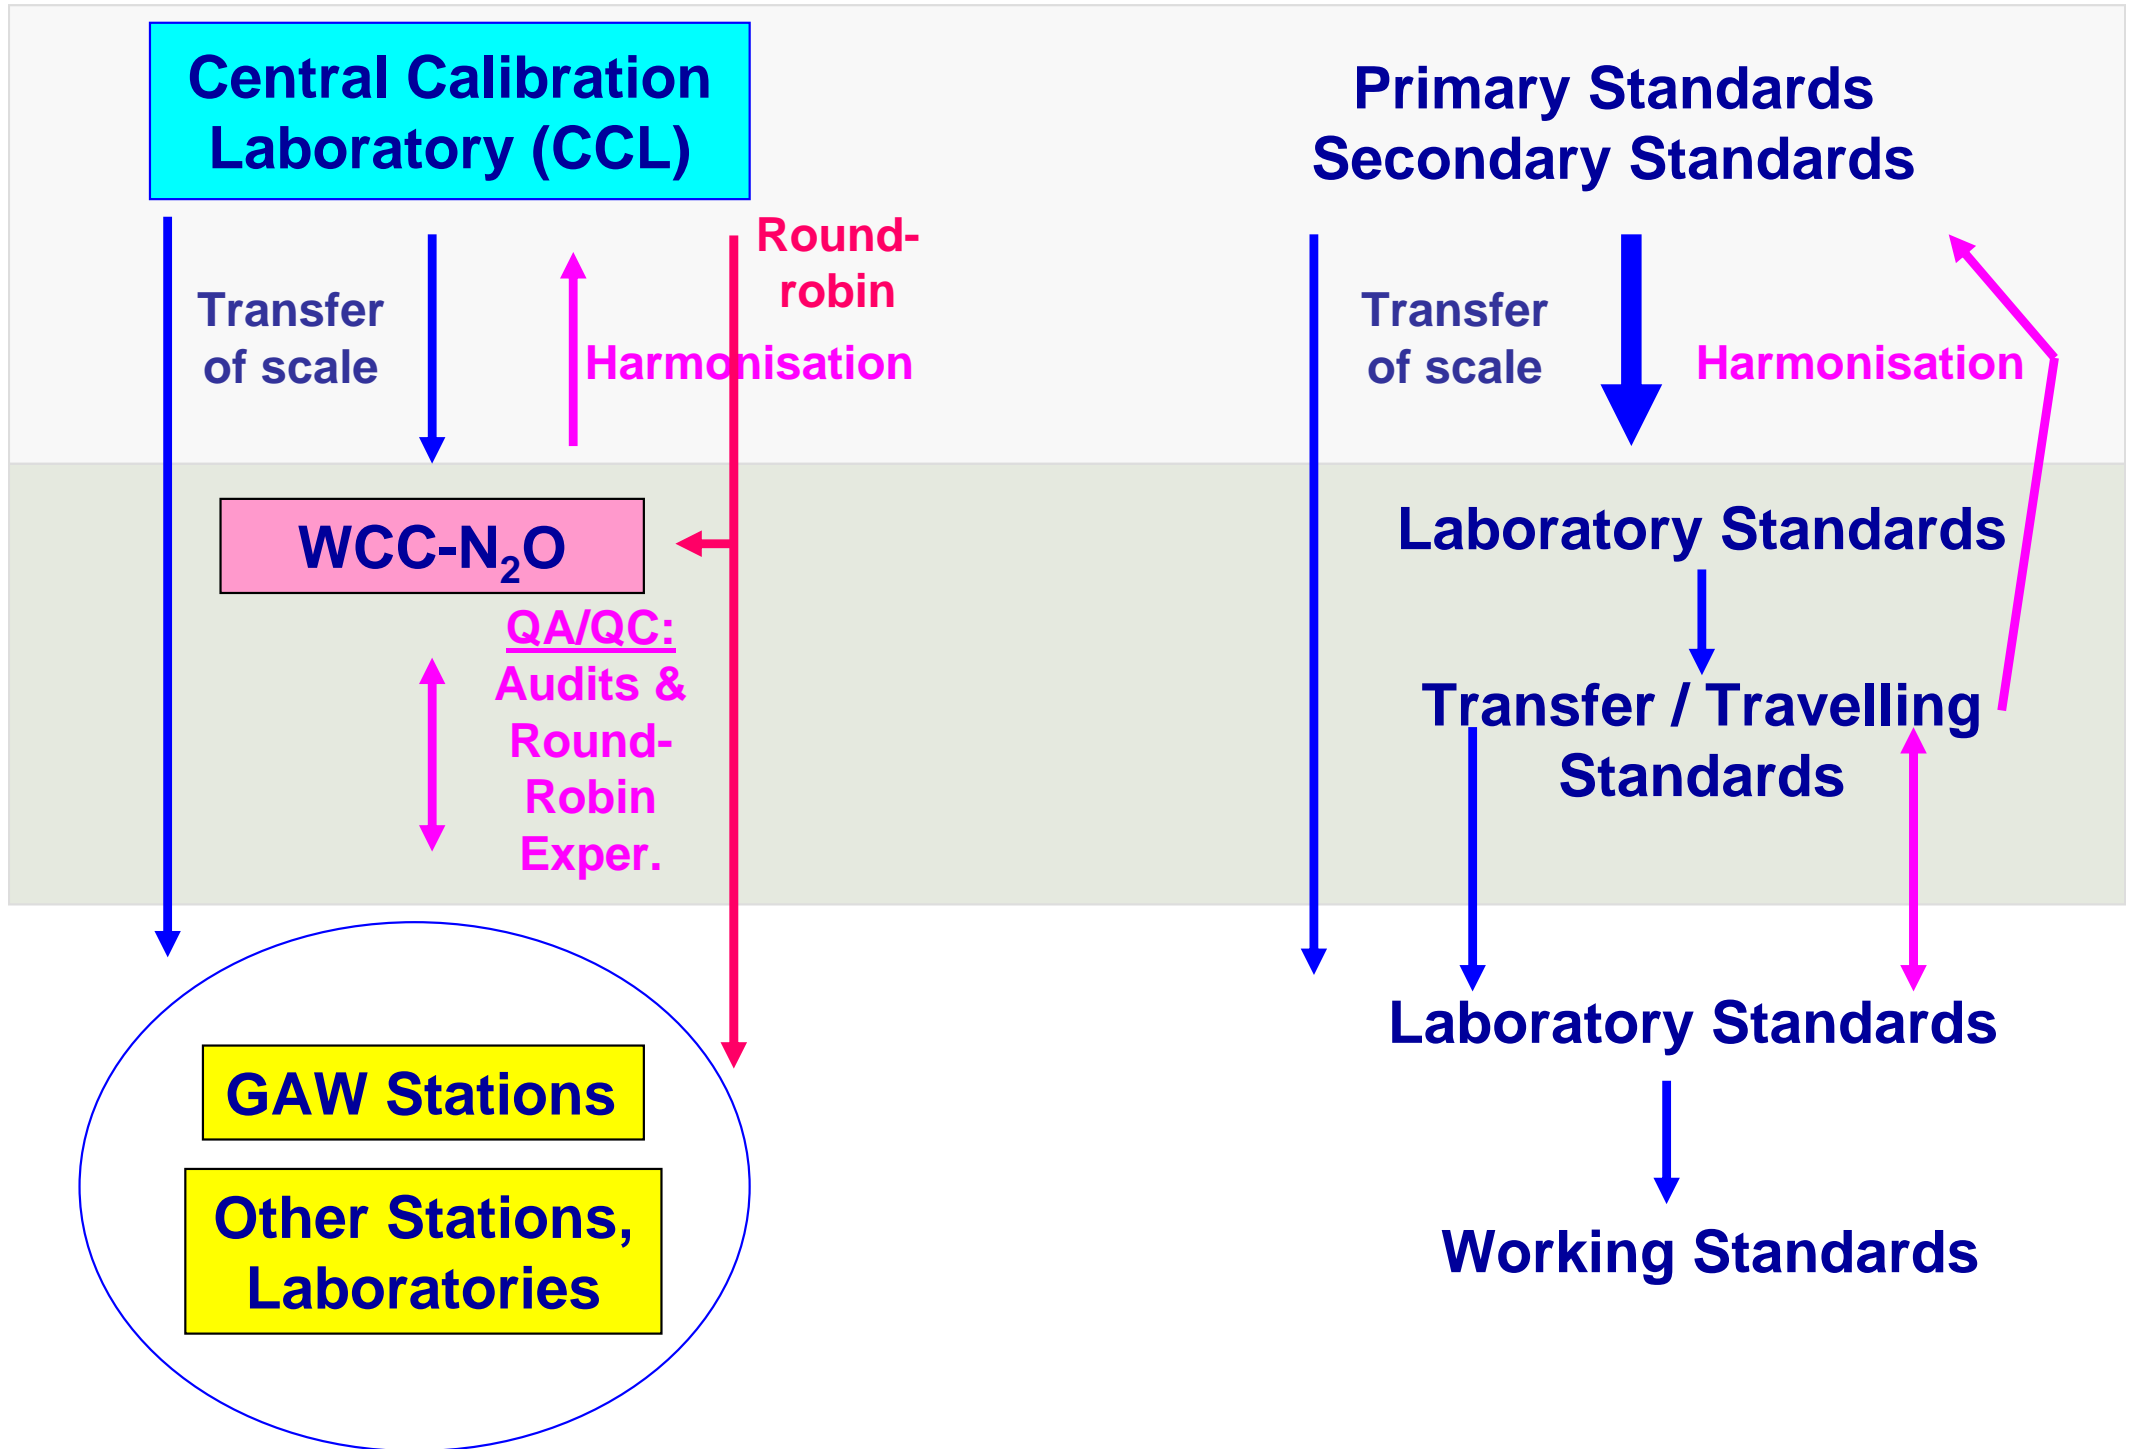 Central Calibration
Laboratory (CCL)
Round-
robin
Transfer
of scale
Harmonisation
WCC-N₂O
QA/QC:
Audits &
Round-
Robin
Exper.
GAW Stations
Other Stations,
Laboratories
Primary Standards
Secondary Standards
Transfer
of scale
Harmonisation
Laboratory Standards
Transfer / Travelling
Standards
Laboratory Standards
Working Standards